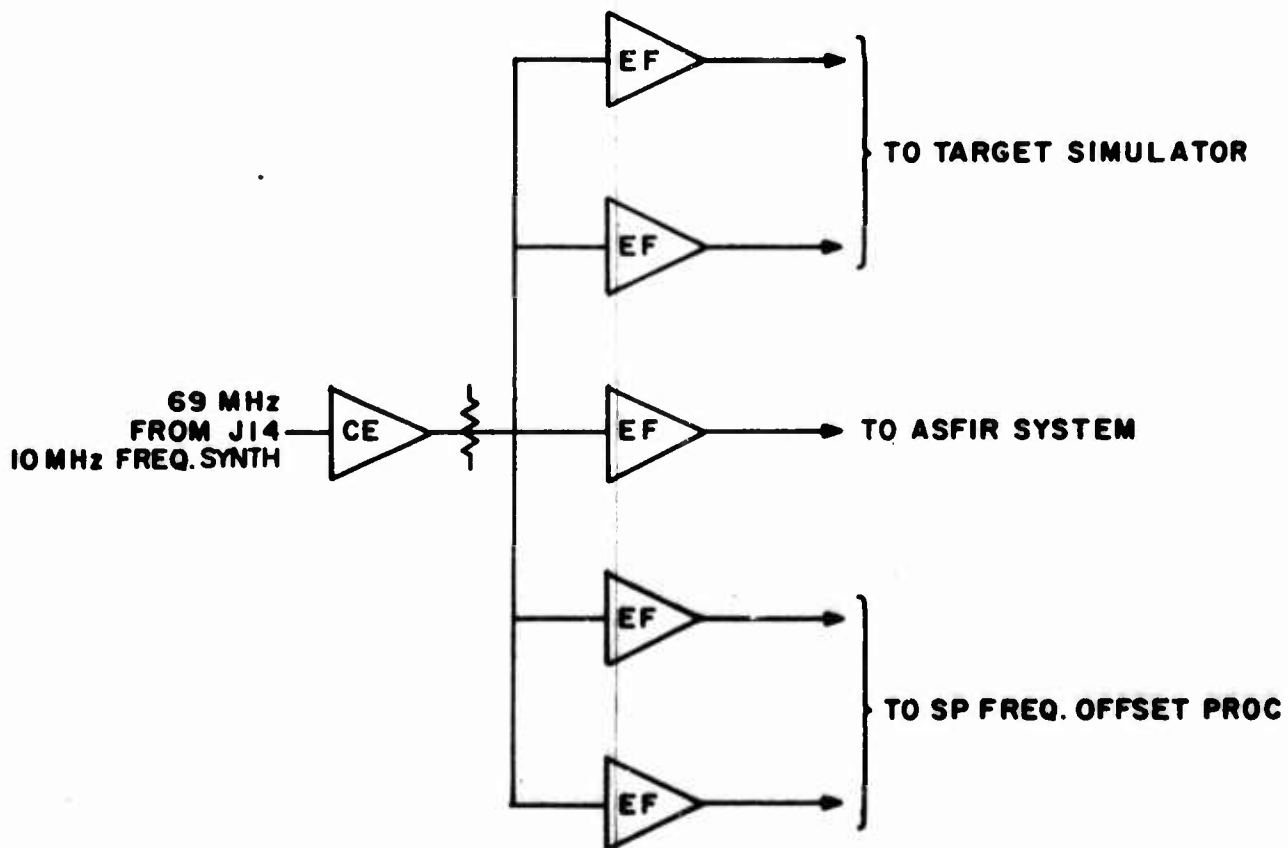 EF
TO TARGET SIMULATOR
EF
69 MHz
FROM J14
10 MHz FREQ. SYNTH
CE
EF
TO ASFIR SYSTEM
EF
TO SP FREQ. OFFSET PROC
EF